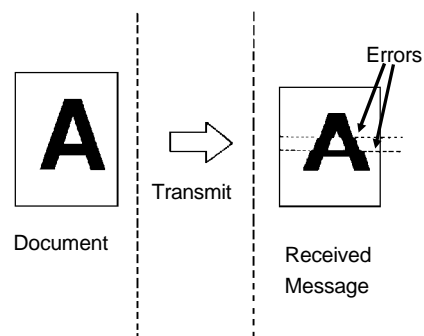 Errors
A
A
Transmit
Document
Received
Message